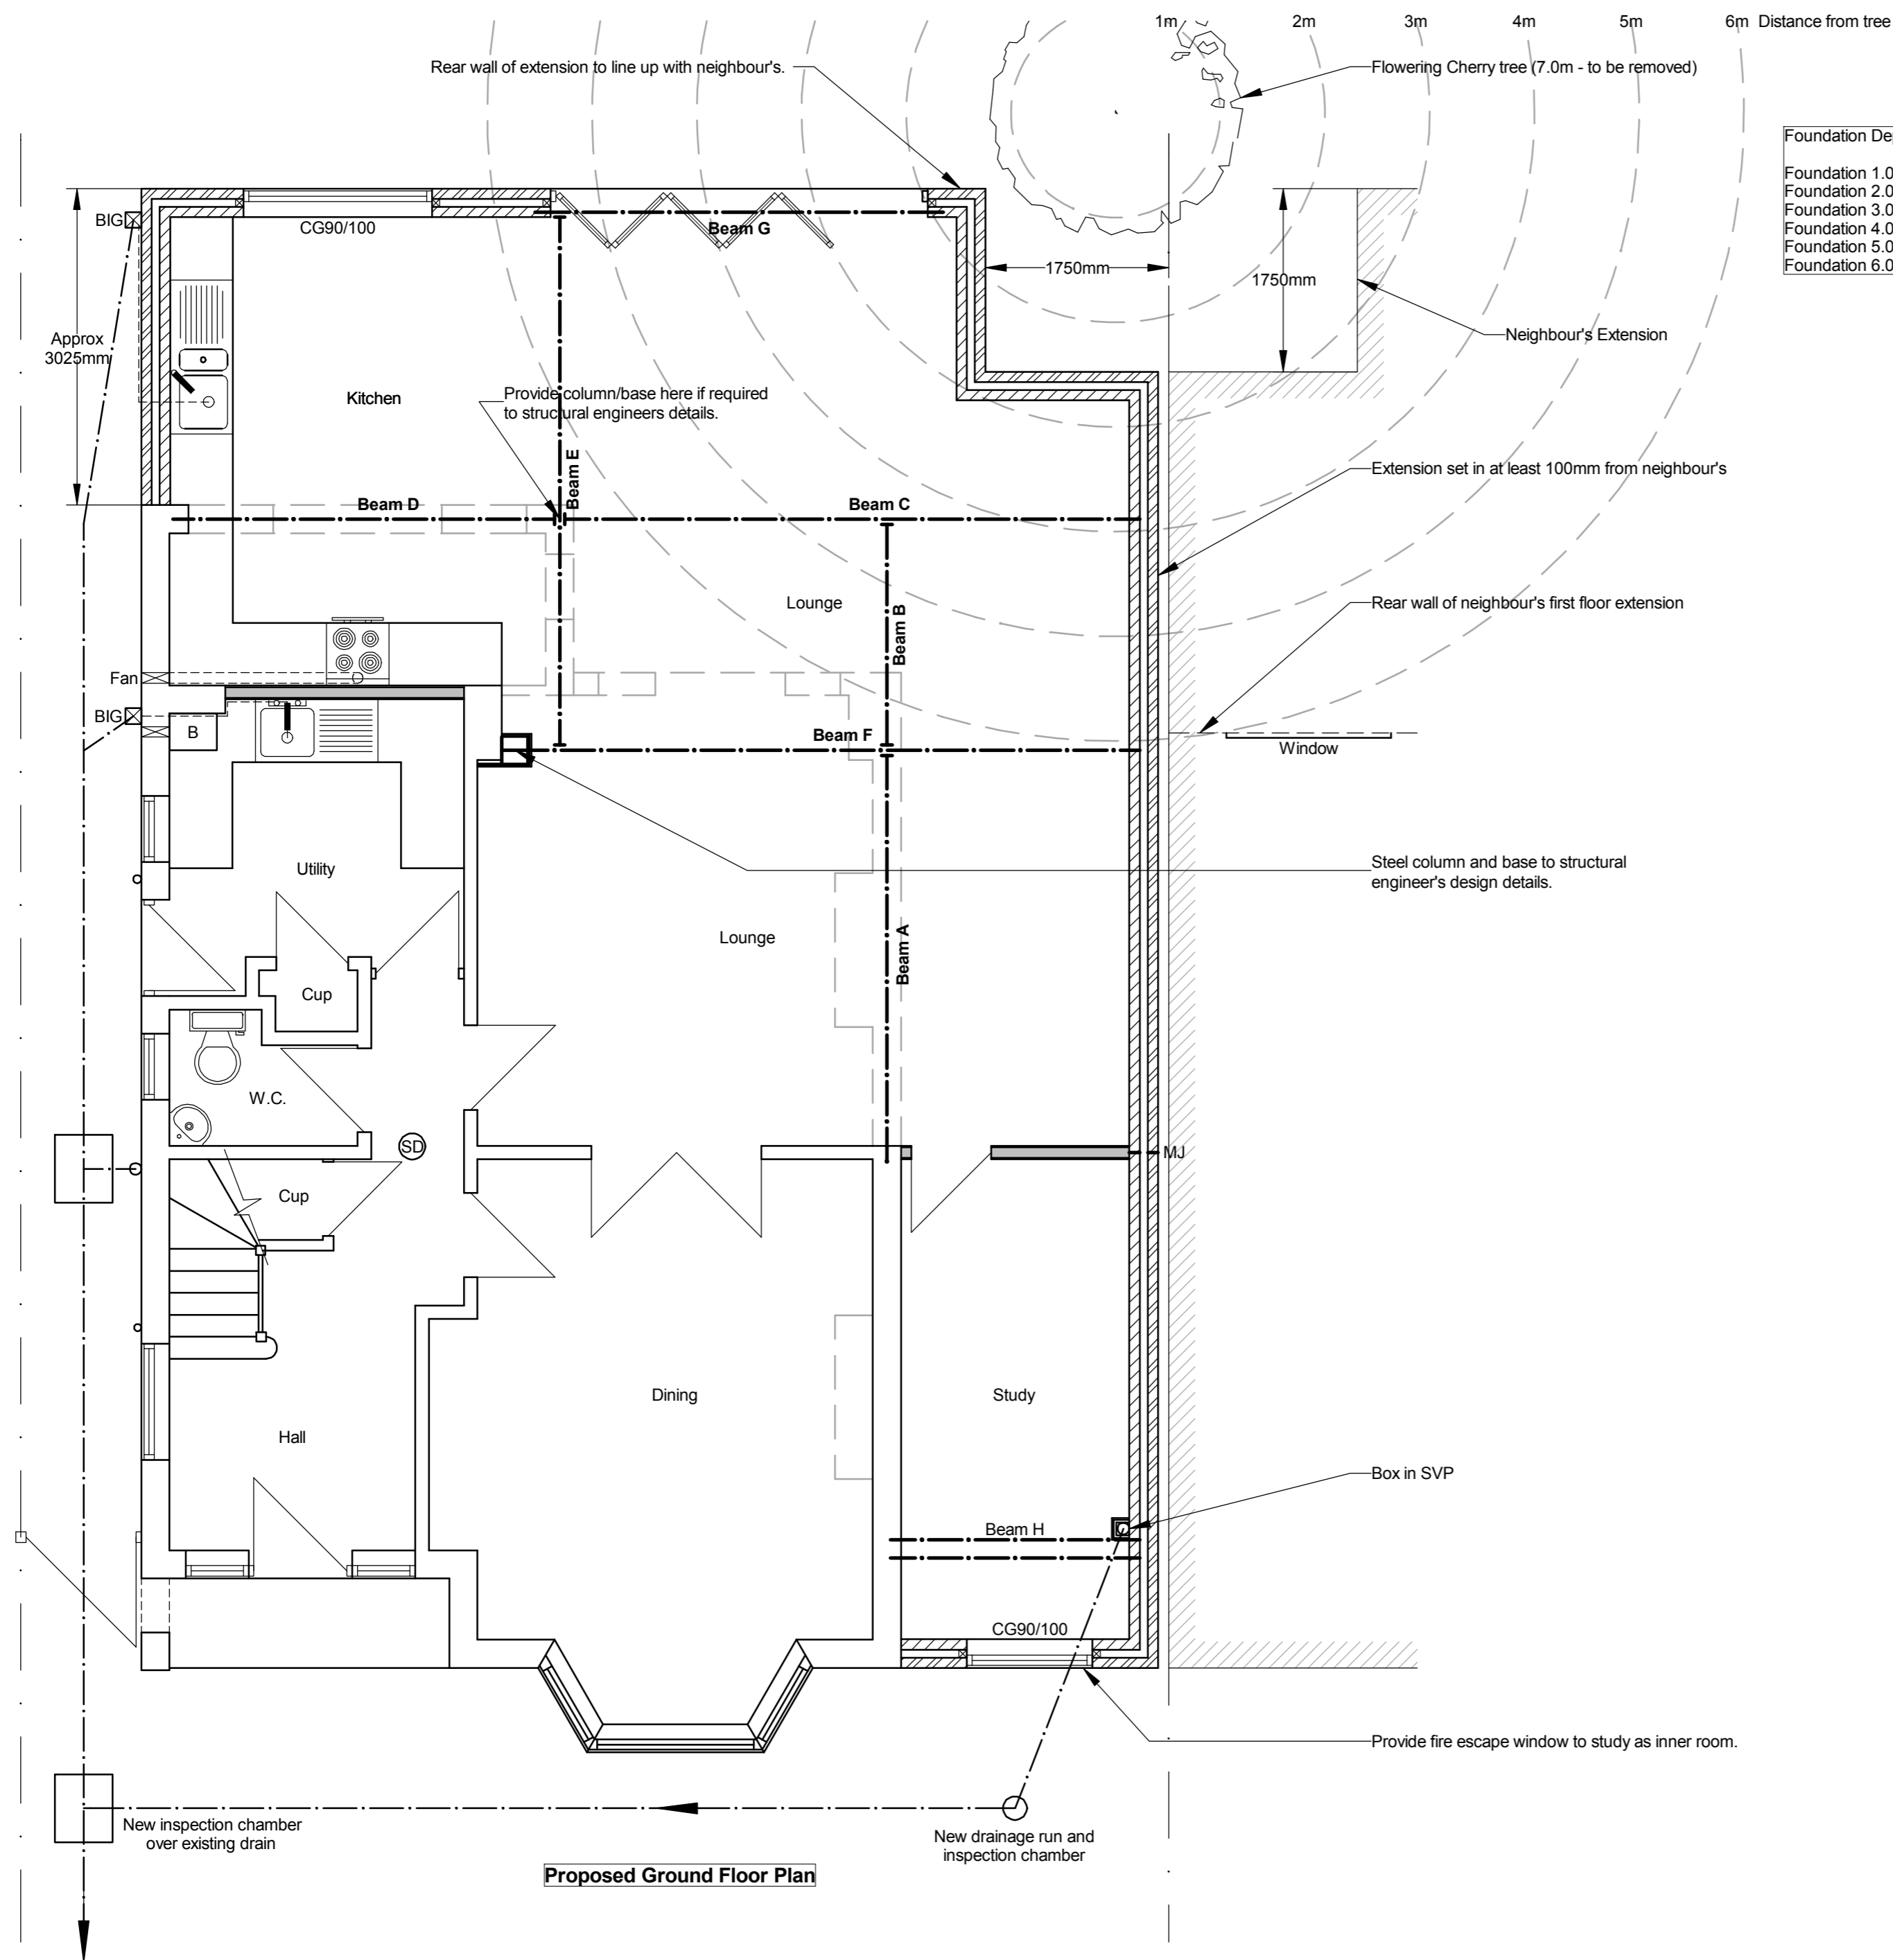 1m 2m 3m 4m 5m 6m Distance from tree
Rear wall of extension to line up with neighbour's.
Flowering Cherry tree (7.0m - to be removed)
Foundation De
Foundation 1.0
Foundation 2.0
Foundation 3.0
Foundation 4.0
Foundation 5.0
Foundation 6.0
BIG
CG90/100
Beam G
1750mm
1750mm
Neighbour's Extension
Approx
3025mm
Kitchen
Provide column/base here if required
to structural engineers details.
Beam E
Extension set in at least 100mm from neighbour's
Beam D
Beam C
Lounge
Beam B
Rear wall of neighbour's first floor extension
Fan
BIG
B
Beam F
Window
Utility
Steel column and base to structural
engineer's design details.
Lounge
Beam A
Cup
W.C.
SD
MJ
Cup
Dining
Study
Hall
Box in SVP
Beam H
CG90/100
Provide fire escape window to study as inner room.
New inspection chamber
over existing drain
New drainage run and
inspection chamber
Proposed Ground Floor Plan